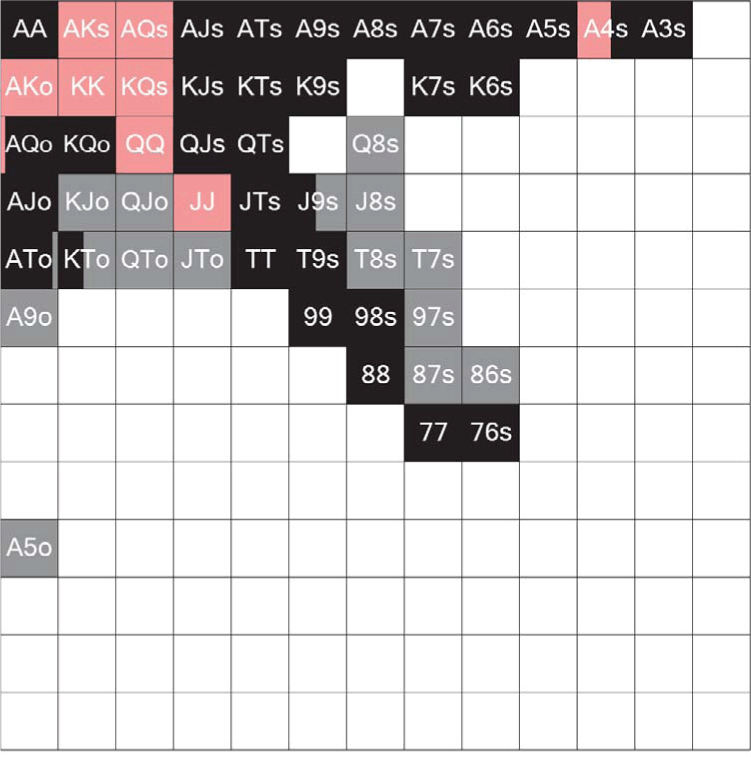 AA AKs AQs AJs ATs A9s A8s A7s A6s A5s A4s A3s
AKo KK KQs KJs KTs K9s K7s K6s
AQo KQo QQ QJs QTs Q8s
AJo KJo QJo JJ JTs J9s J8s
ATo KTo QTo JTo TT T9s T8s T7s
A9o 99 98s 97s
88 87s 86s
77 76s
A5o